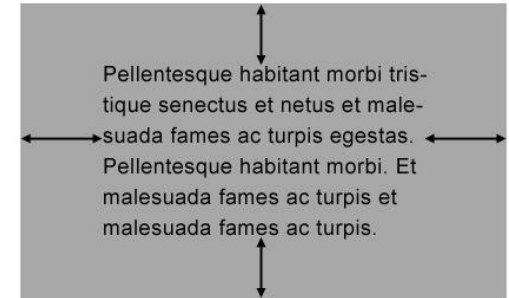 Pellentesque habitant morbi tris-
tique senectus et netus et male-
suada fames ac turpis egestas.
Pellentesque habitant morbi. Et
malesuada fames ac turpis et
malesuada fames ac turpis.